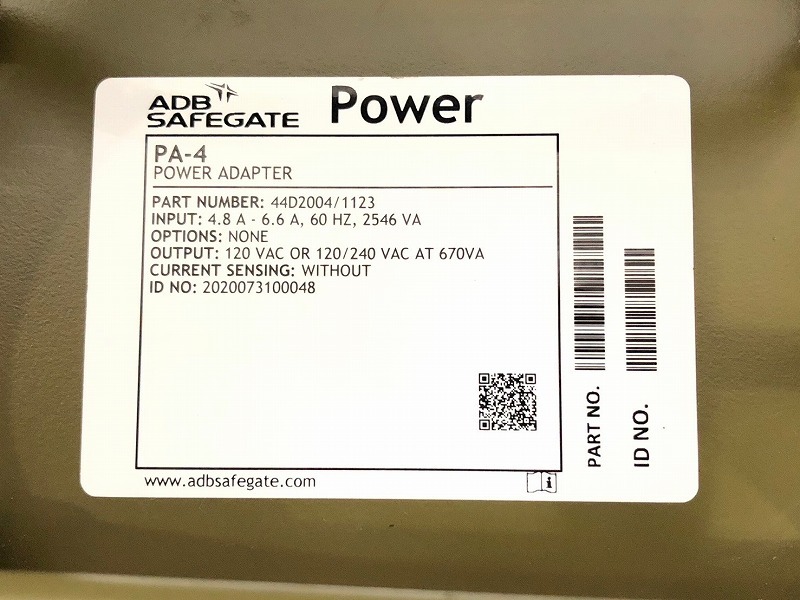 ADB
SAFEGATE
Power
PA-4
POWER ADAPTER
PART NUMBER: 44D2004/1123
INPUT: 4.8 A - 6.6 A, 60 HZ, 2546 VA
OPTIONS: NONE
OUTPUT: 120 VAC OR 120/240 VAC AT 670VA
CURRENT SENSING: WITHOUT
ID NO: 2020073100048
PART NO.
ID NO.
www.adbsafegate.com
i